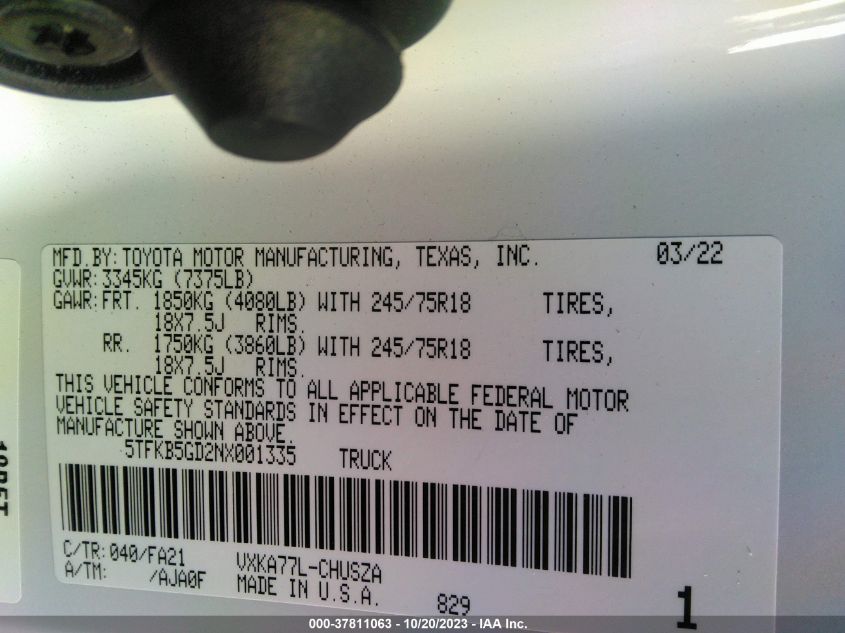 MFD.BY: TOYOTA MOTOR MANUFACTURING, TEXAS, INC. 03/22
GVWR: 3345KG (7375LB)
GAWR: FRT. 1850KG (4080LB) WITH 245/75R18 TIRES,
18X7.5J RIMS.
RR. 1750KG (3860LB) WITH 245/75R18 TIRES,
18X7.5J RIMS.
THIS VEHICLE CONFORMS TO ALL APPLICABLE FEDERAL MOTOR
VEHICLE SAFETY STANDARDS IN EFFECT ON THE DATE OF
MANUFACTURE SHOWN ABOVE.
5TFKB5GD2NX001335 TRUCK
C/TR: 040/FA21 VXKA77L-CHUSZA
A/TM: /AJA0F MADE IN U.S.A. 829 1
000-37811063 - 10/20/2023 - IAA Inc.